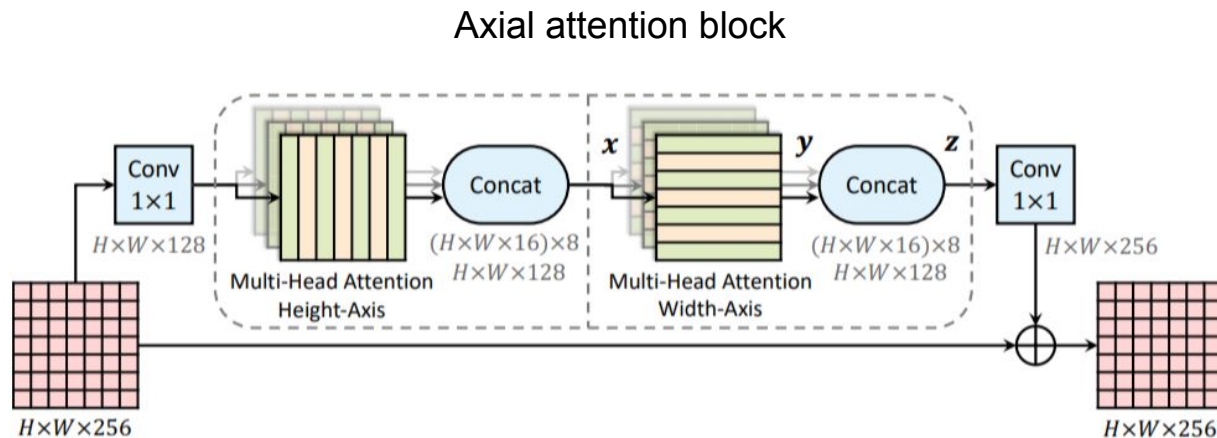 Axial attention block
Conv
1×1
H×W×128
Multi-Head Attention
Height-Axis
Concat
(H×W×16)×8
H×W×128
x
Multi-Head Attention
Width-Axis
y
Concat
(H×W×16)×8
H×W×128
z
Conv
1×1
H×W×256
H×W×256
H×W×256